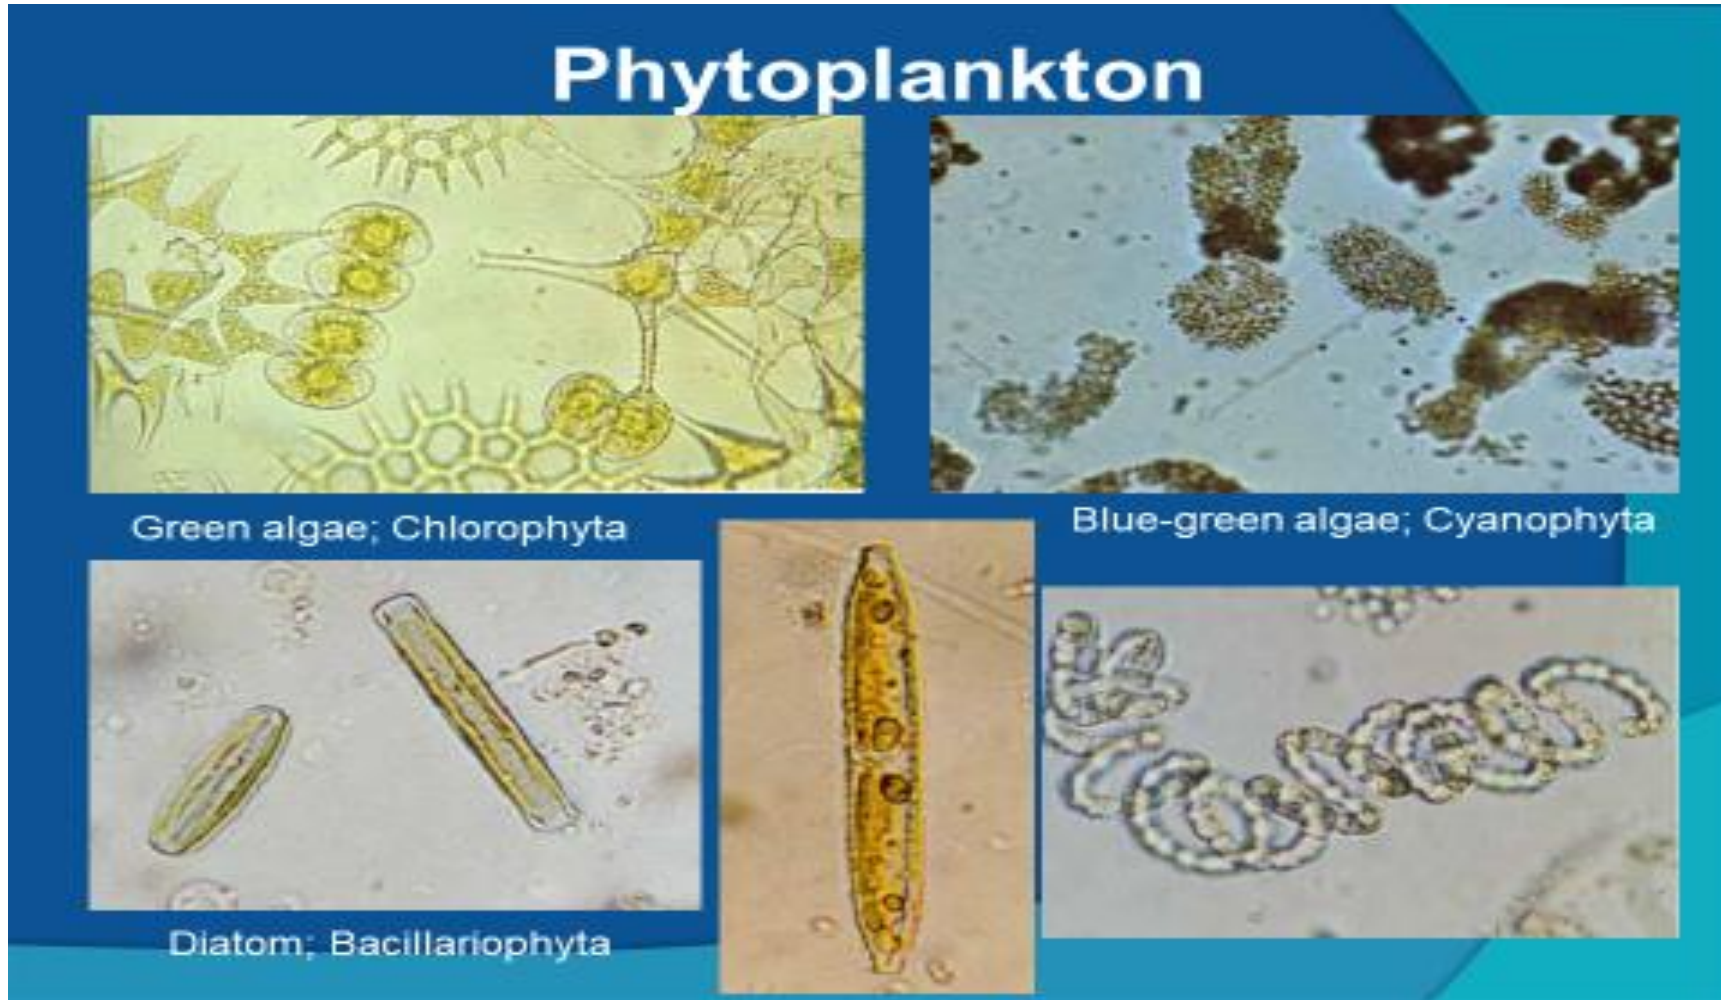 Phytoplankton
Green algae; Chlorophyta
Blue-green algae; Cyanophyta
Diatom; Bacillariophyta